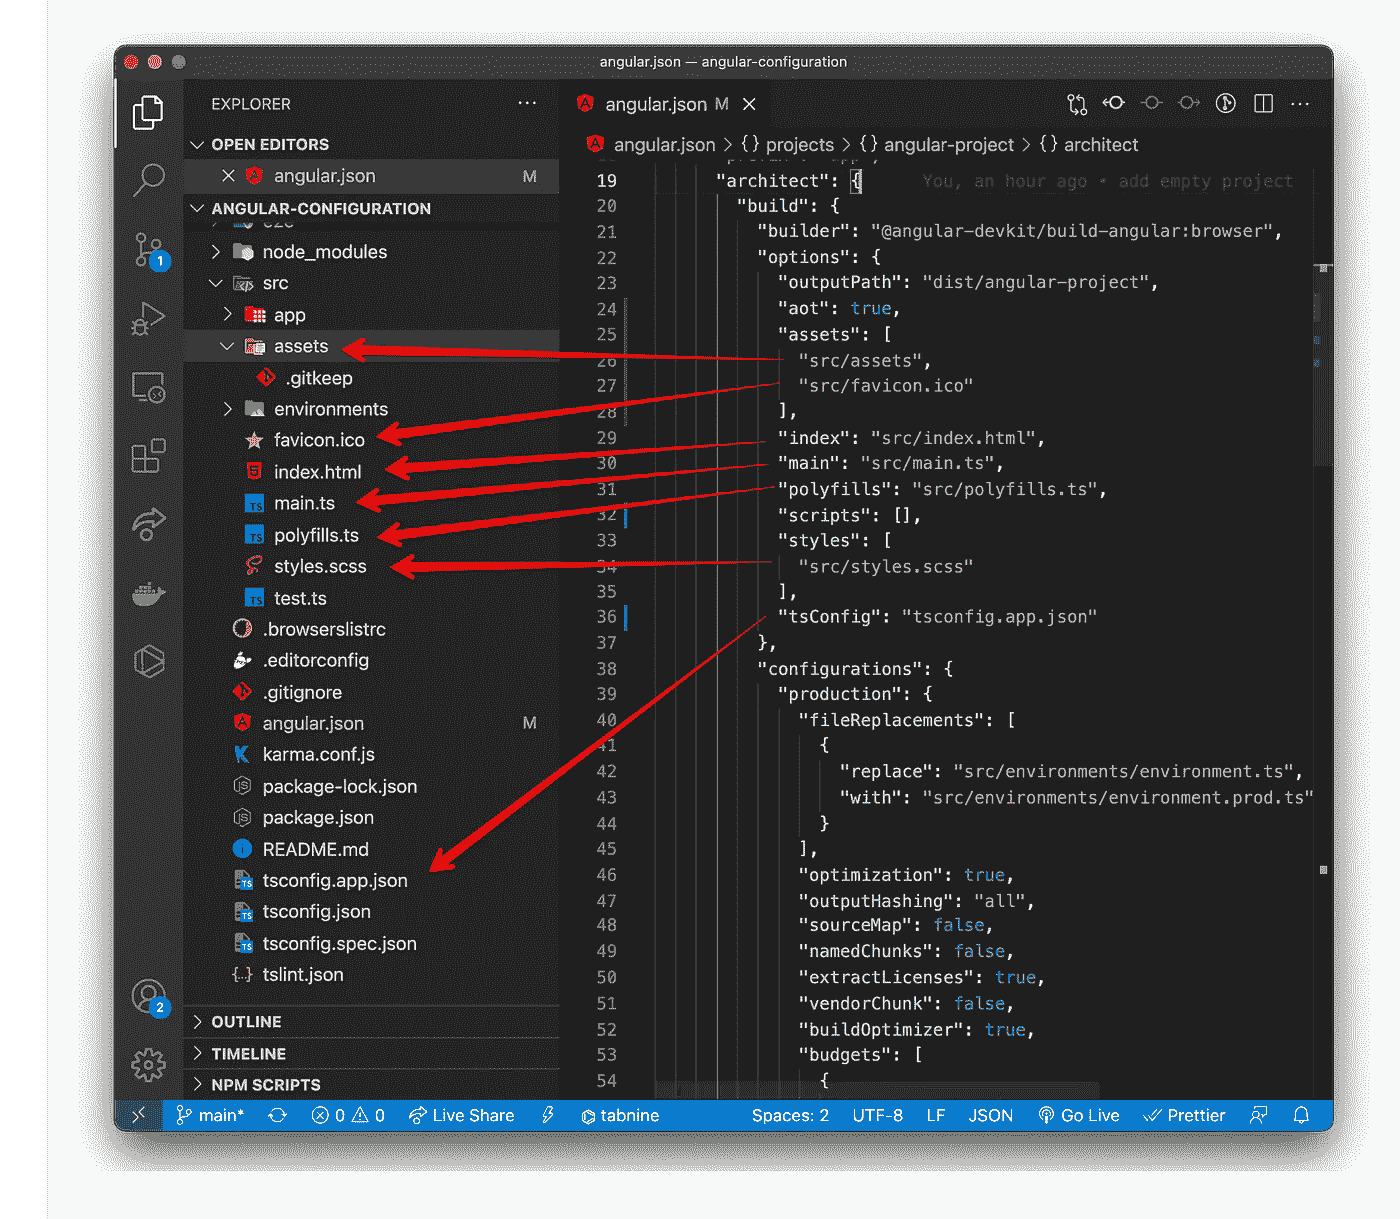 angular.json — angular-configuration
EXPLORER
OPEN EDITORS
angular.json M
ANGULAR-CONFIGURATION
e2e
node_modules
src
app
assets
.gitkeep
environments
favicon.ico
index.html
main.ts
polyfills.ts
styles.scss
test.ts
.browserslistrc
.editorconfig
.gitignore
angular.json M
karma.conf.js
package-lock.json
package.json
README.md
tsconfig.app.json
tsconfig.json
tsconfig.spec.json
{..} tslint.json
OUTLINE
TIMELINE
NPM SCRIPTS
1
2
angular.json M
angular.json > {} projects > {} angular-project > {} architect
19 "architect": { You, an hour ago • add empty project
20 "build": {
21 "builder": "@angular-devkit/build-angular:browser",
22 "options": {
23 "outputPath": "dist/angular-project",
24 "aot": true,
25 "assets": [
26 "src/assets",
27 "src/favicon.ico"
28 ],
29 "index": "src/index.html",
30 "main": "src/main.ts",
31 "polyfills": "src/polyfills.ts",
32 "scripts": [],
33 "styles": [
34 "src/styles.scss"
35 ],
36 "tsConfig": "tsconfig.app.json"
37 },
38 "configurations": {
39 "production": {
40 "fileReplacements": [
41 {
42 "replace": "src/environments/environment.ts",
43 "with": "src/environments/environment.prod.ts"
44 }
45 ],
46 "optimization": true,
47 "outputHashing": "all",
48 "sourceMap": false,
49 "namedChunks": false,
50 "extractLicenses": true,
51 "vendorChunk": false,
52 "buildOptimizer": true,
53 "budgets": [
54 {
main* 0 0 Live Share tabnine Spaces: 2 UTF-8 LF JSON Go Live Prettier